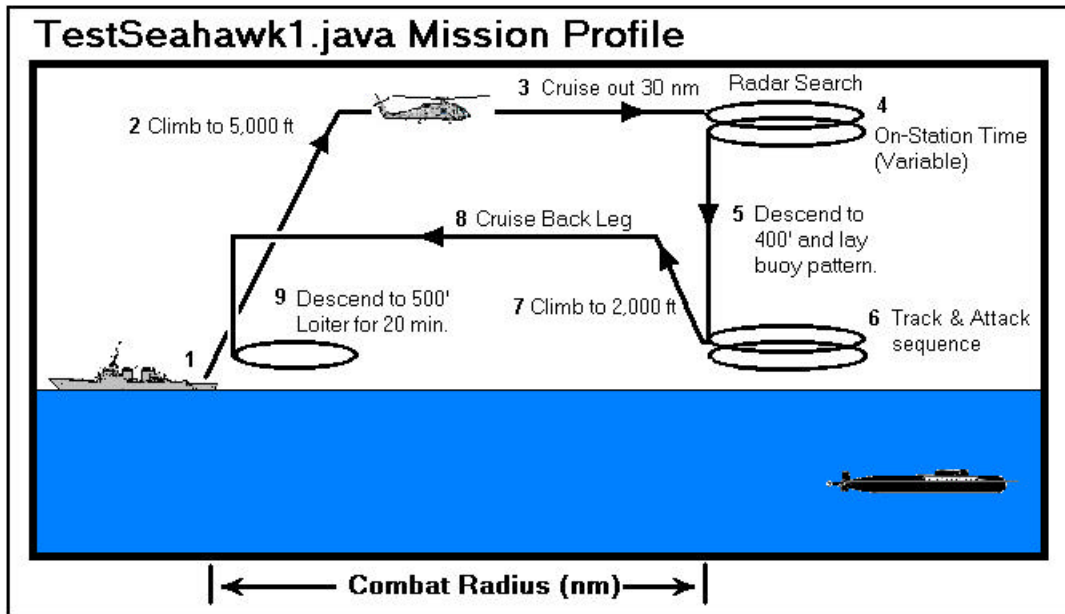 TestSeahawk1.java Mission Profile
3 Cruise out 30 nm
Radar Search
4
On-Station Time
(Variable)
2 Climb to 5,000 ft
8 Cruise Back Leg
5 Descend to
400' and lay
buoy pattern.
9 Descend to 500'
Loiter for 20 min.
7 Climb to 2,000 ft
6 Track & Attack
sequence
1
Combat Radius (nm)